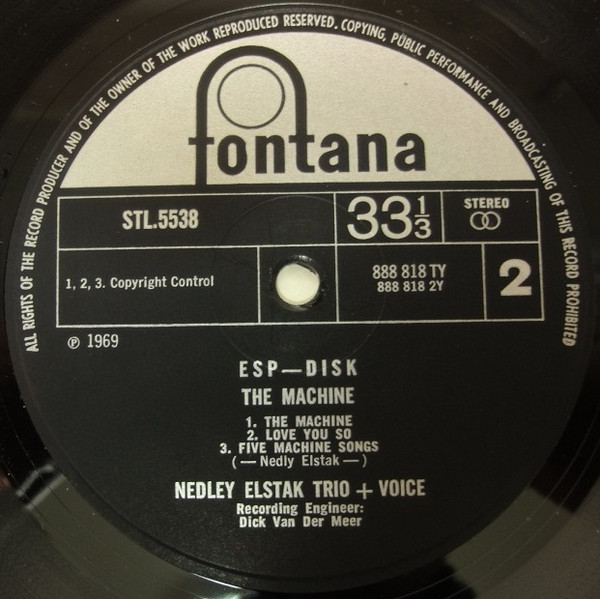 ALL RIGHTS OF THE RECORD PRODUCER AND OF THE OWNER OF THE WORK REPRODUCED RESERVED. COPYING, PUBLIC PERFORMANCE AND BROADCASTING OF THIS RECORD PROHIBITED
fontana
STL.5538
33 1/3
STEREO
1, 2, 3. Copyright Control
888 818 TY
888 818 2Y
2
℗ 1969
ESP—DISK
THE MACHINE
1. THE MACHINE
2. LOVE YOU SO
3. FIVE MACHINE SONGS
(— Nedly Elstak —)
NEDLEY ELSTAK TRIO + VOICE
Recording Engineer:
Dick Van Der Meer